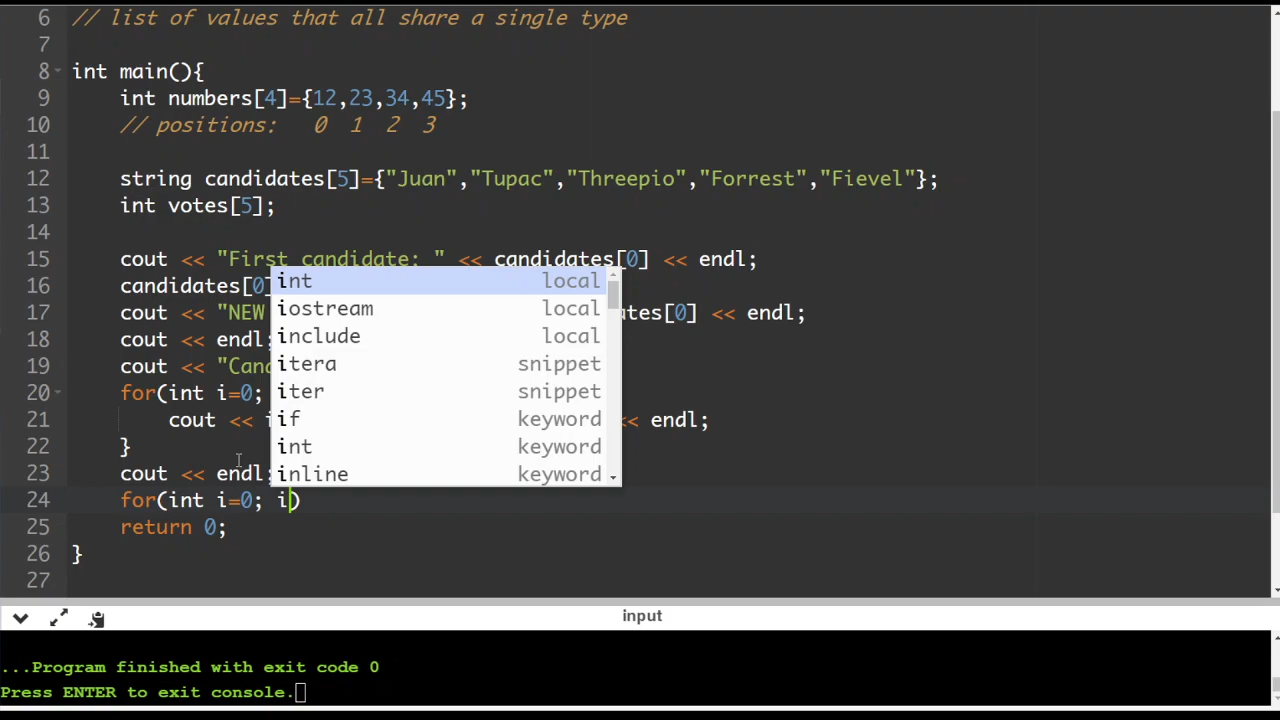 6 // list of values that all share a single type
7
8 int main(){
9 int numbers[4]={12,23,34,45};
10 // positions: 0 1 2 3
11
12 string candidates[5]={"Juan","Tupac","Threepio","Forrest","Fievel"};
13 int votes[5];
14
15 cout << "First candidate: " << candidates[0] << endl;
16 candidates[0]
int local
17 cout << "NEW tes[0] << endl;
iostream local
18 cout << endl;
include local
19 cout << "Can
itera snippet
20 for(int i=0;
iter snippet
21 cout << i << endl;
if keyword
22 }
int keyword
23 cout << endl;
inline keyword
24 for(int i=0; i)
25 return 0;
26 }
27
input
...Program finished with exit code 0
Press ENTER to exit console.